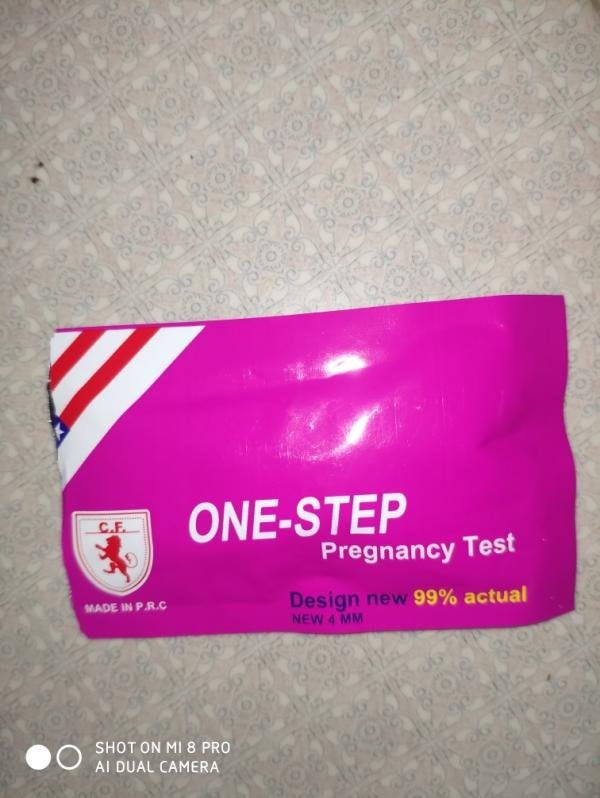 C.F.
MADE IN P.R.C
ONE-STEP
Pregnancy Test
Design new 99% actual
NEW 4 MM
SHOT ON MI 8 PRO
AI DUAL CAMERA